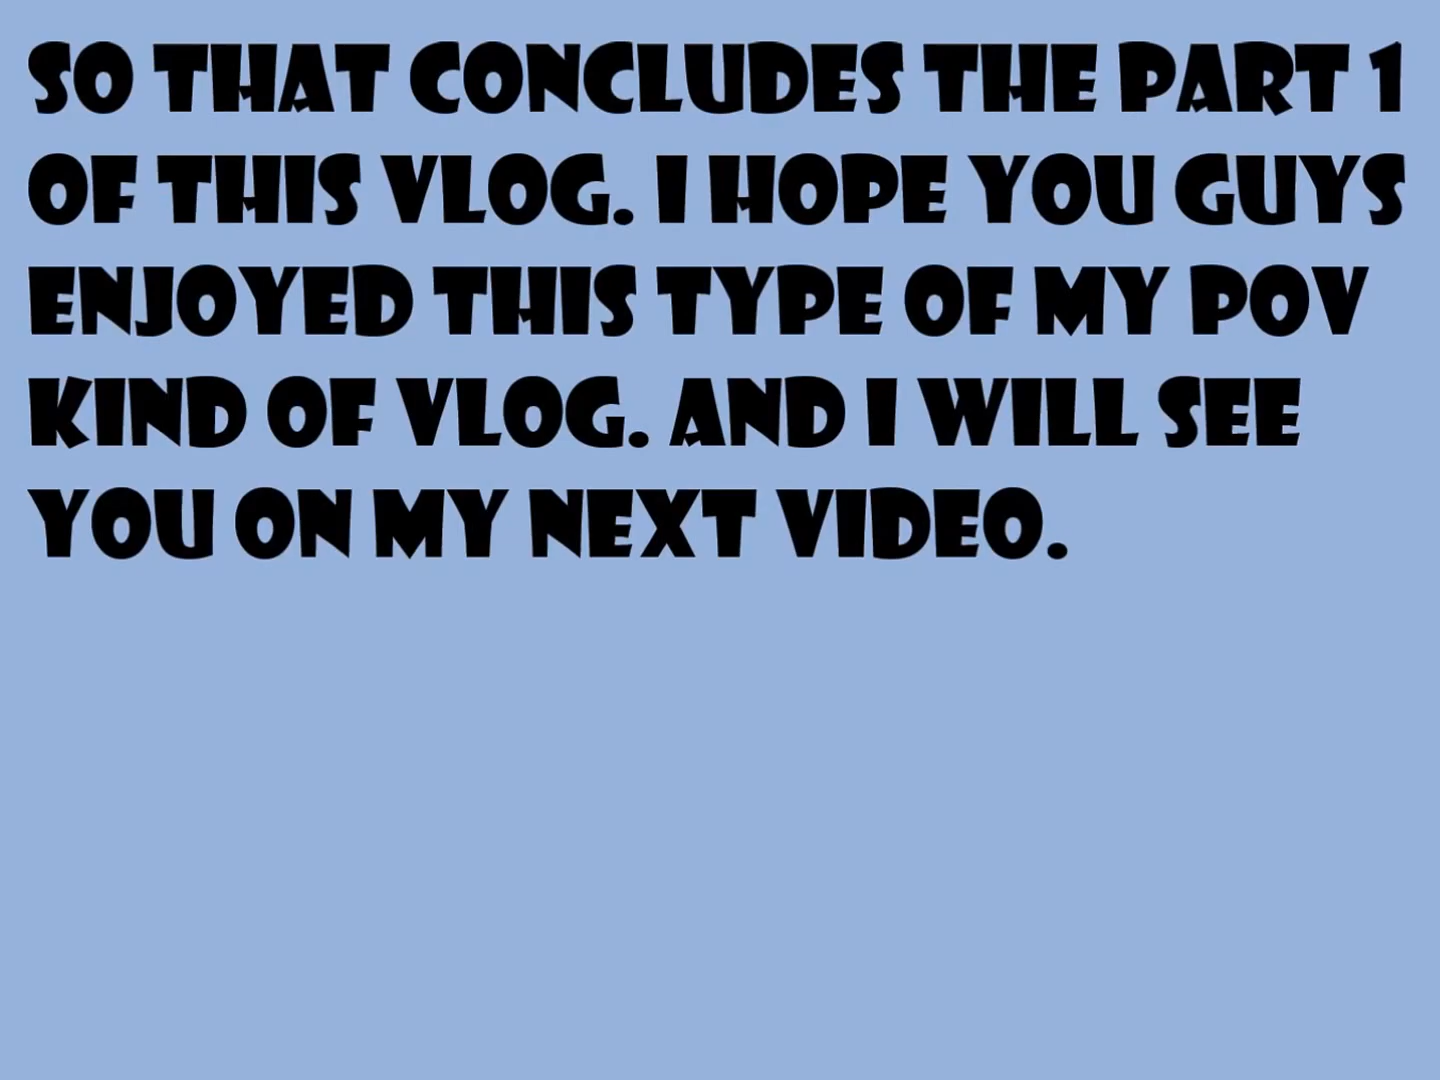 SO THAT CONCLUDES THE PART 1
OF THIS VLOG. I HOPE YOU GUYS
ENJOYED THIS TYPE OF MY POV
KIND OF VLOG. AND I WILL SEE
YOU ON MY NEXT VIDEO.